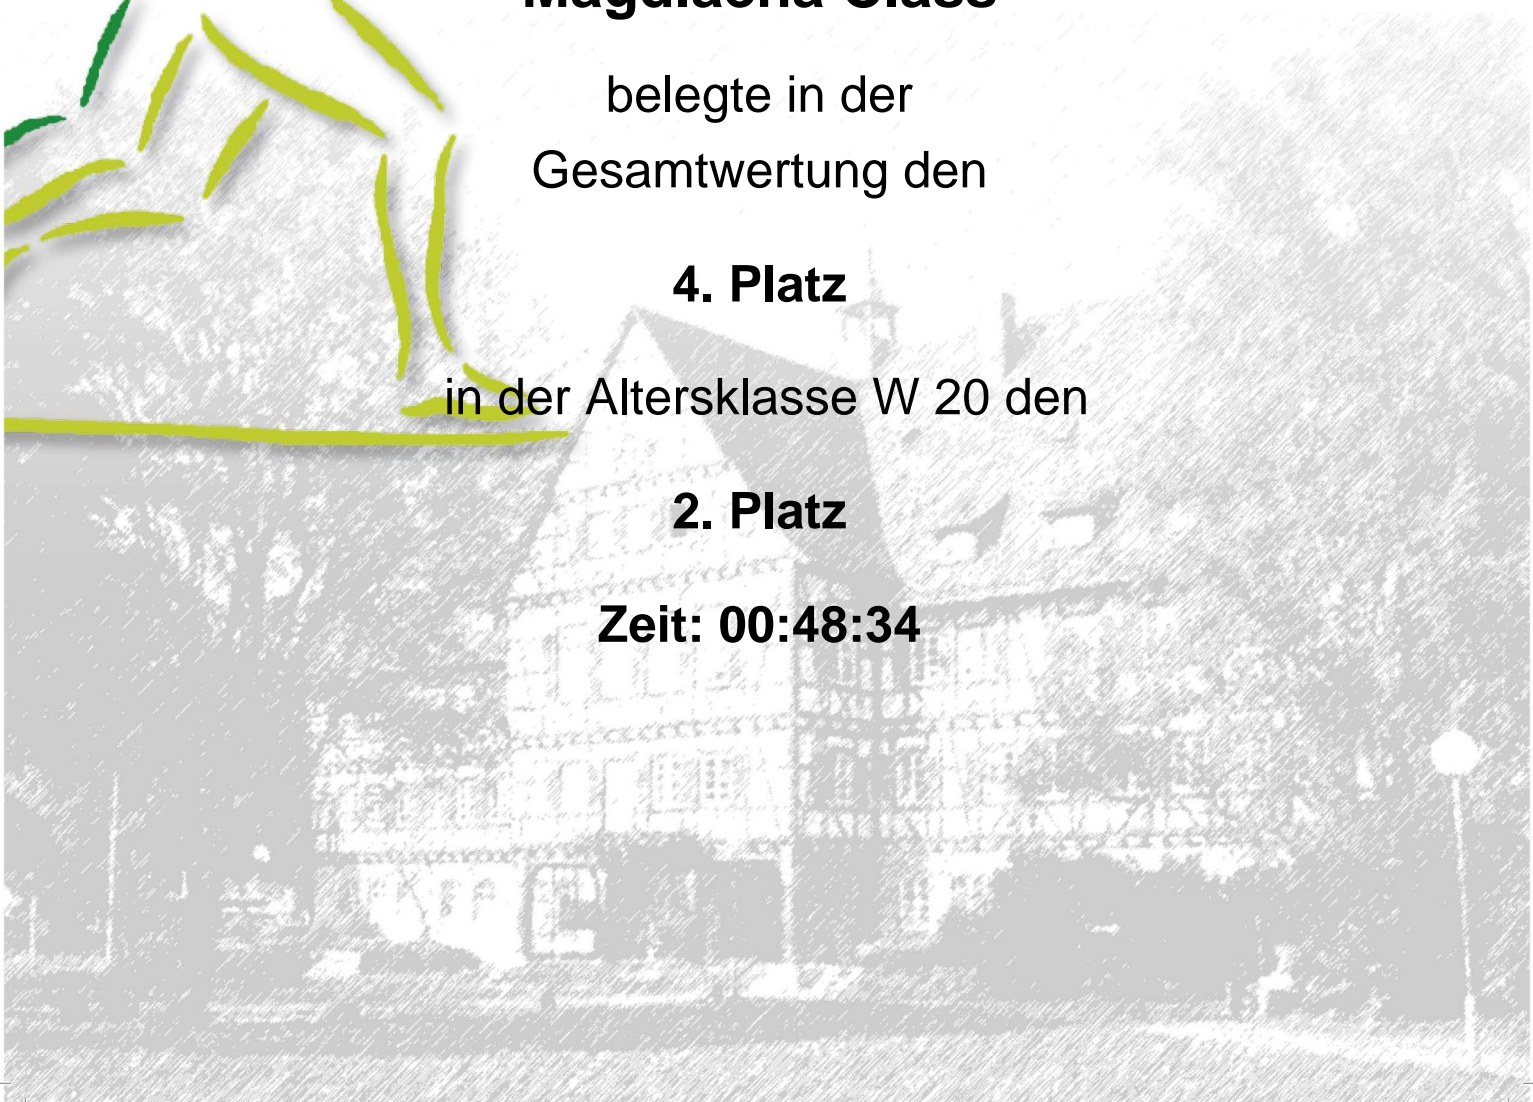 belegte in der
Gesamtwertung den
4. Platz
in der Altersklasse W 20 den
2. Platz
Zeit: 00:48:34